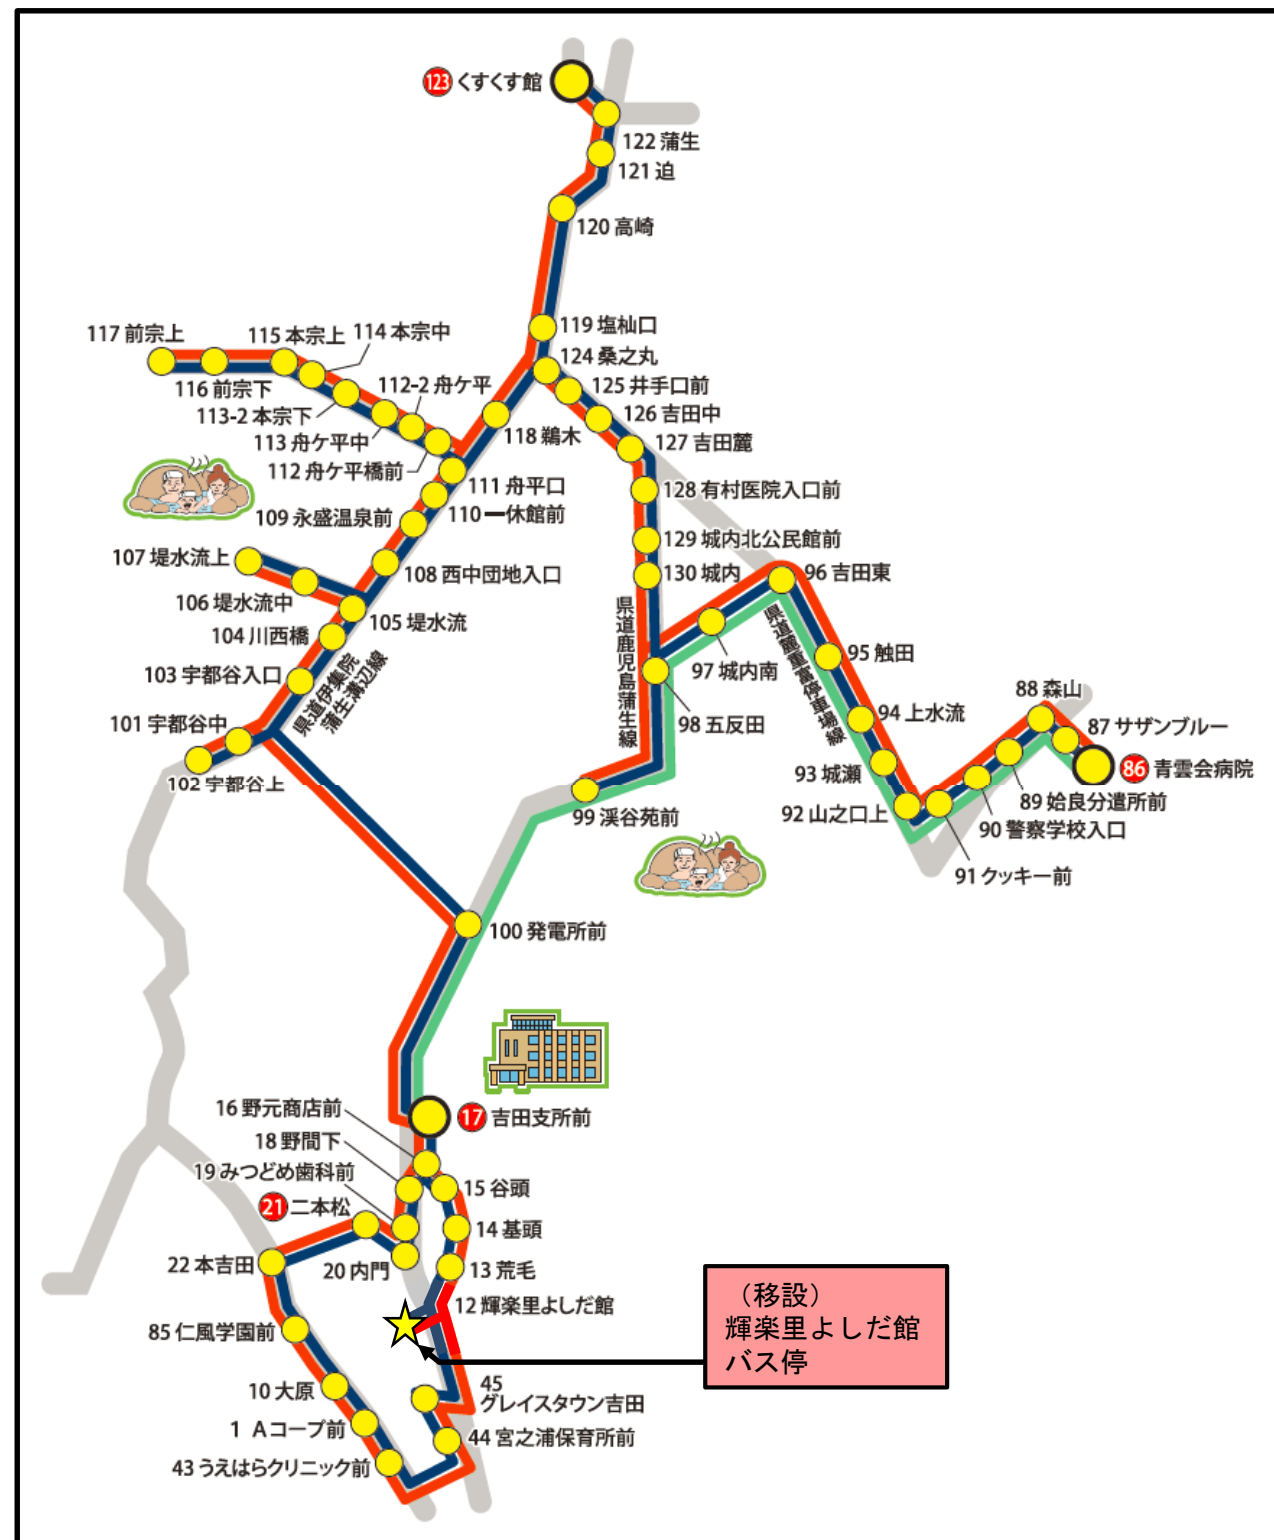 123 くすくす館
122 蒲生
121 迫
120 高崎
119 塩杣口
124 桑之丸
125 井手口前
126 吉田中
127 吉田麓
117 前宗上
115 本宗上
114 本宗中
116 前宗下
112-2 舟ケ平
113-2 本宗下
113 舟ケ平中
112 舟ケ平橋前
118 鵜木
111 舟平口
110 一休館前
109 永盛温泉前
128 有村医院入口前
129 城内北公民館前
130 城内
107 堤水流上
108 西中団地入口
106 堤水流中
105 堤水流
104 川西橋
103 宇都谷入口
101 宇都谷中
102 宇都谷上
県道伊集院
蒲生溝辺線
県道鹿児島蒲生線
96 吉田東
97 城内南
県道麓重富停車場線
95 触田
98 五反田
94 上水流
88 森山
87 サザンブルー
86 青雲会病院
93 城瀬
89 姶良分遣所前
92 山之口上
90 警察学校入口
91 クッキー前
99 渓谷苑前
100 発電所前
16 野元商店前
17 吉田支所前
18 野間下
19 みつどめ歯科前
15 谷頭
21 二本松
14 基頭
22 本吉田
20 内門
13 荒毛
12 輝楽里よしだ館
（移設）
輝楽里よしだ館
バス停
85 仁風学園前
10 大原
45
グレイスタウン吉田
1 Aコープ前
44 宮之浦保育所前
43 うえはらクリニック前